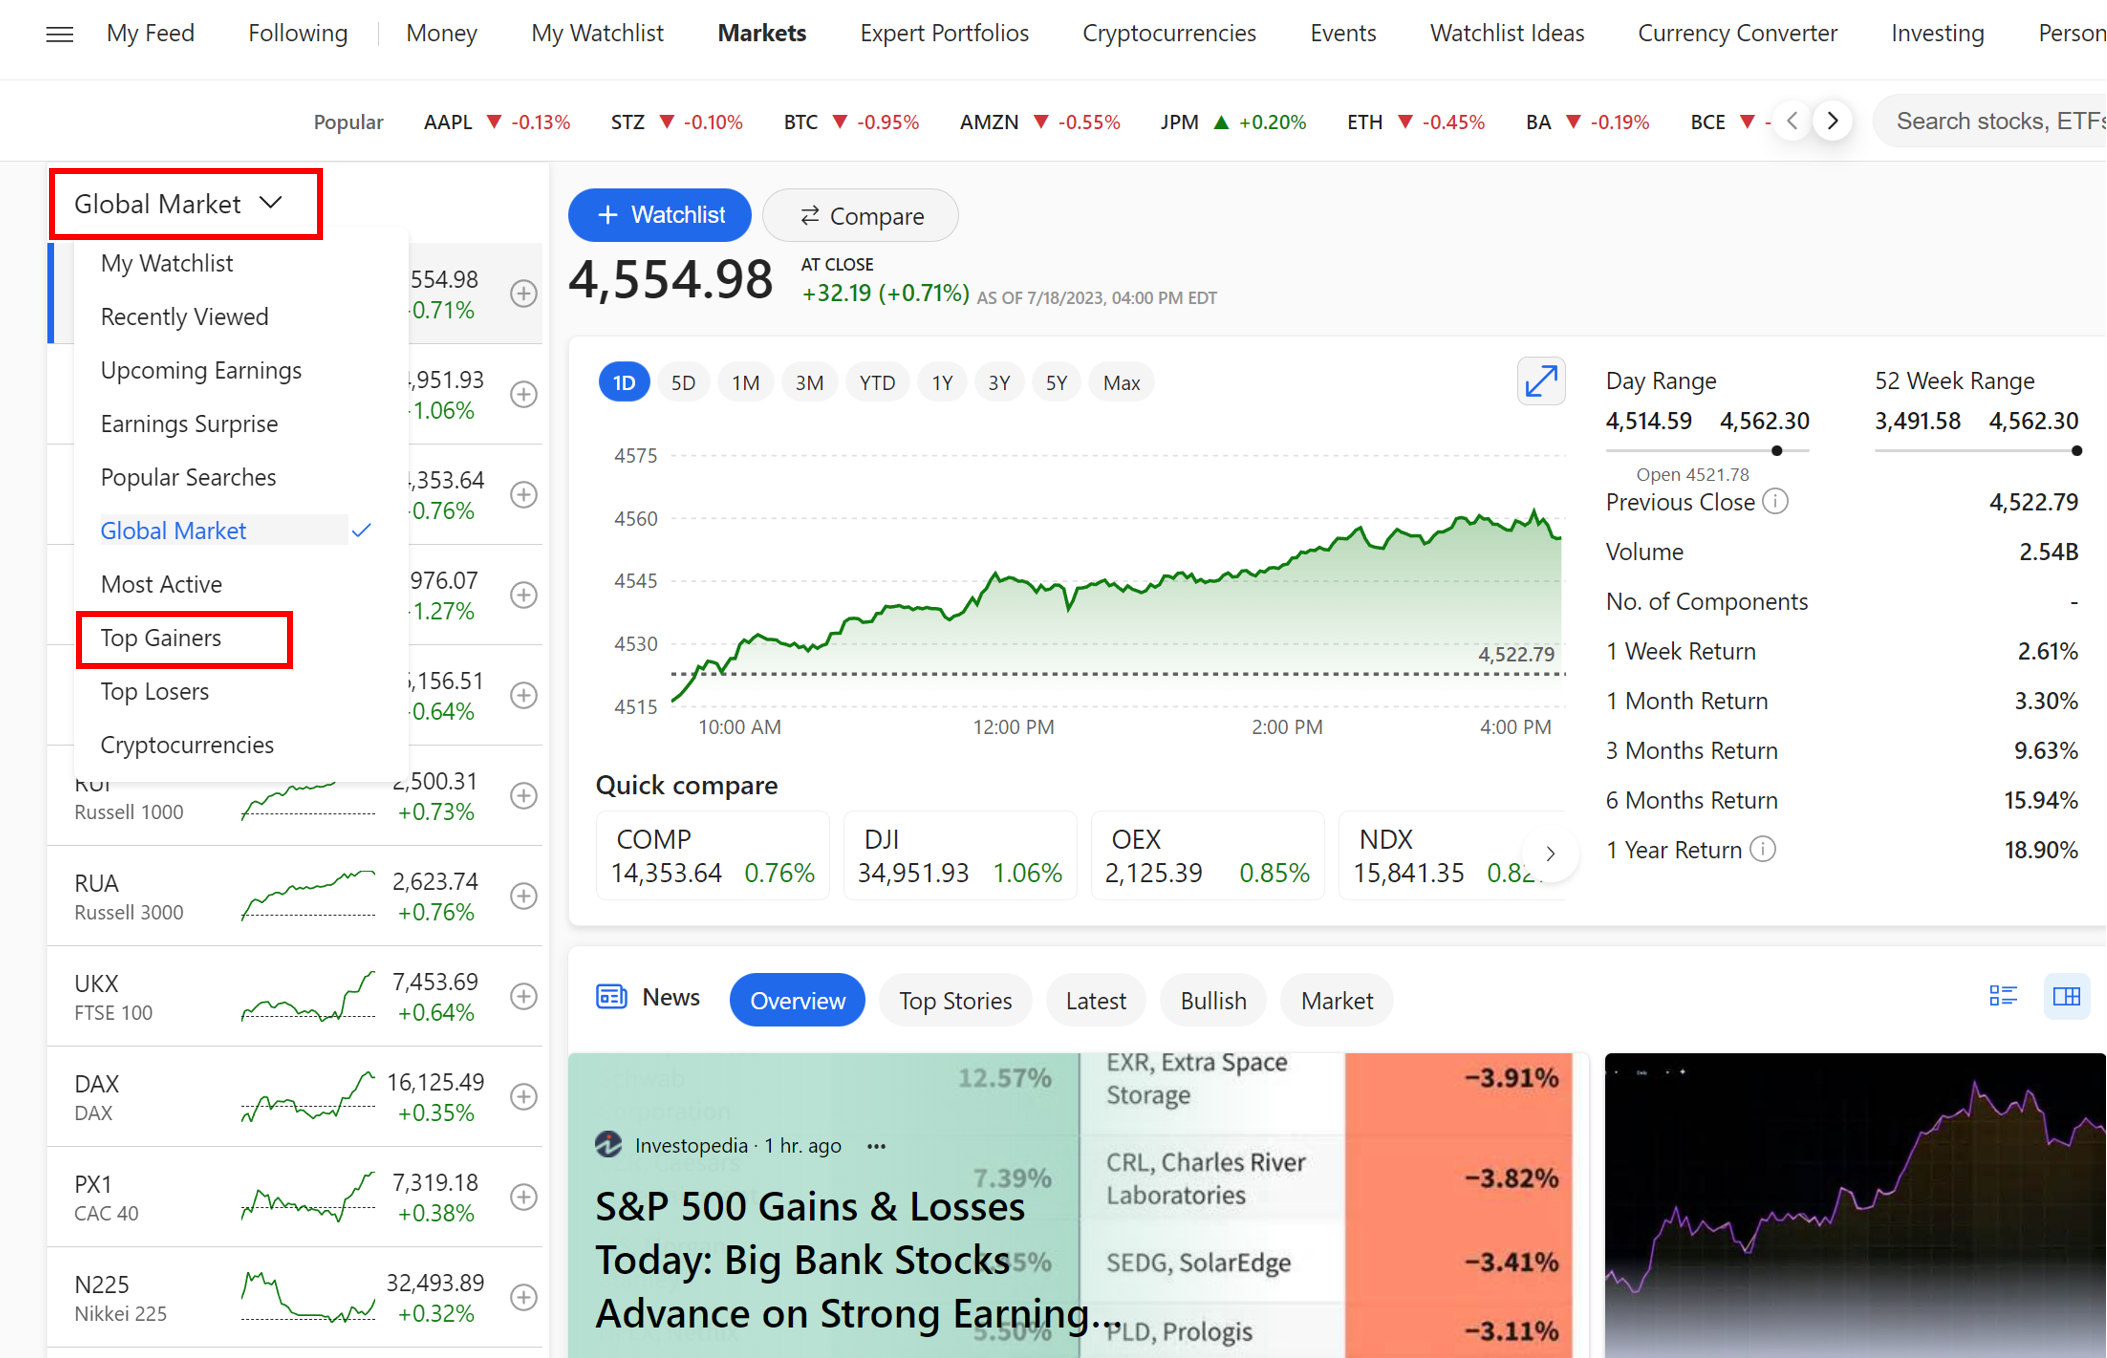 My Feed Following Money My Watchlist Markets Expert Portfolios Cryptocurrencies Events Watchlist Ideas Currency Converter Investing Person
Popular AAPL ▼ -0.13% STZ ▼ -0.10% BTC ▼ -0.95% AMZN ▼ -0.55% JPM ▲ +0.20% ETH ▼ -0.45% BA ▼ -0.19% BCE ▼ - Search stocks, ETFs
Global Market
My Watchlist
Recently Viewed
Upcoming Earnings
Earnings Surprise
Popular Searches
Global Market
Most Active
Top Gainers
Top Losers
Cryptocurrencies
554.98
0.71%
,951.93
1.06%
,353.64
0.76%
976.07
1.27%
,156.51
0.64%
RUI 2,500.31
Russell 1000 +0.73%
RUA 2,623.74
Russell 3000 +0.76%
UKX 7,453.69
FTSE 100 +0.64%
DAX 16,125.49
DAX +0.35%
PX1 7,319.18
CAC 40 +0.38%
N225 32,493.89
Nikkei 225 +0.32%
+ Watchlist Compare
4,554.98 AT CLOSE
+32.19 (+0.71%) AS OF 7/18/2023, 04:00 PM EDT
1D 5D 1M 3M YTD 1Y 3Y 5Y Max
4575
4560
4545
4530
4515
4,522.79
10:00 AM 12:00 PM 2:00 PM 4:00 PM
Day Range 52 Week Range
4,514.59 4,562.30 3,491.58 4,562.30
Open 4521.78
Previous Close 4,522.79
Volume 2.54B
No. of Components -
1 Week Return 2.61%
1 Month Return 3.30%
3 Months Return 9.63%
6 Months Return 15.94%
1 Year Return 18.90%
Quick compare
COMP DJI OEX NDX
14,353.64 0.76% 34,951.93 1.06% 2,125.39 0.85% 15,841.35 0.82
News Overview Top Stories Latest Bullish Market
12.57% EXR, Extra Space
Storage −3.91%
Investopedia · 1 hr. ago ···
7.39% CRL, Charles River
Laboratories −3.82%
S&P 500 Gains & Losses
Today: Big Bank Stocks
Advance on Strong Earning...
45% SEDG, SolarEdge −3.41%
5.50% PLD, Prologis −3.11%